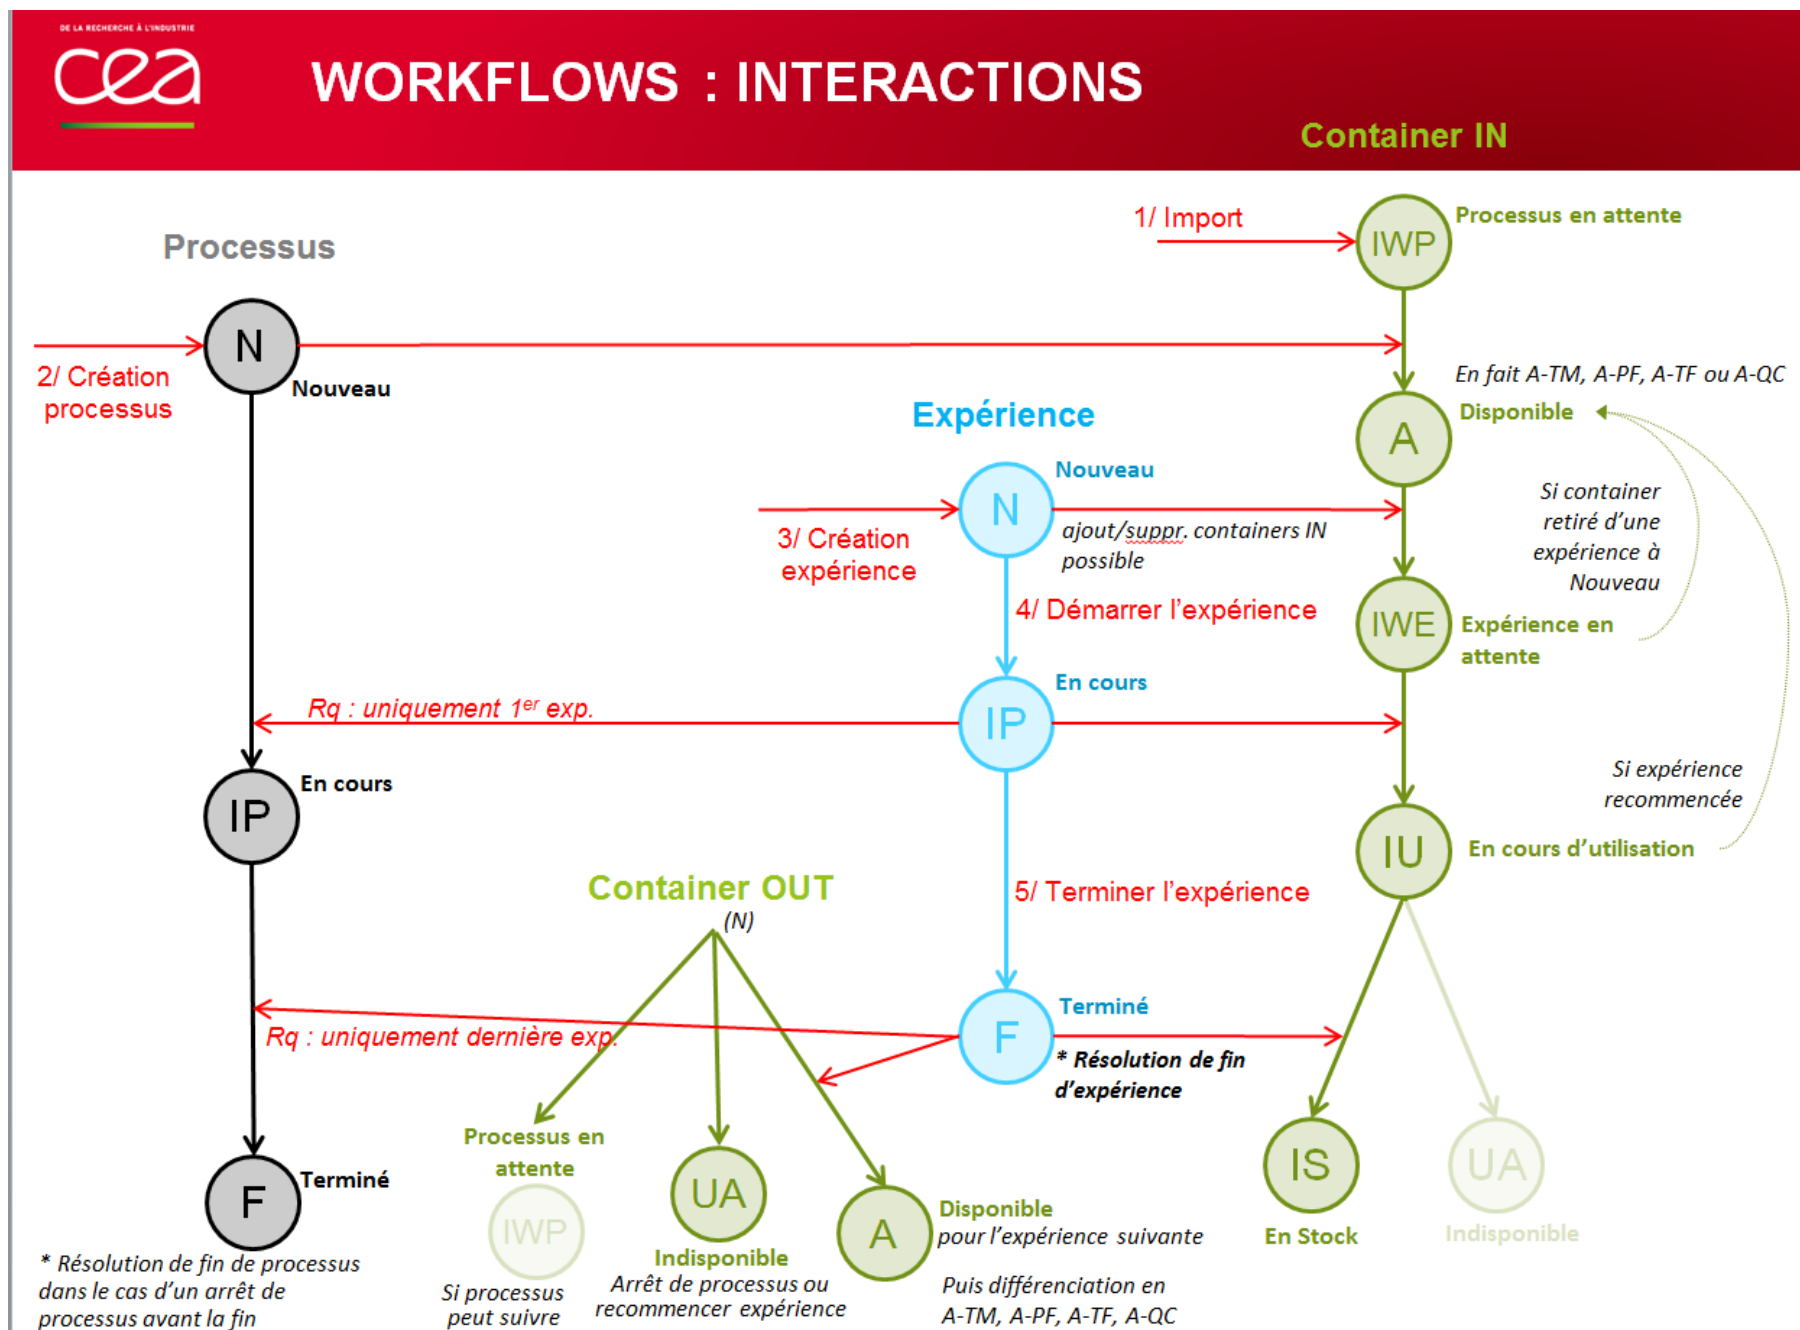 DE LA RECHERCHE À L'INDUSTRIE
cea
WORKFLOWS : INTERACTIONS
Container IN
1/ Import
IWP
Processus en attente
Processus
N
Nouveau
2/ Création
processus
En fait A-TM, A-PF, A-TF ou A-QC
Disponible
A
Expérience
Nouveau
N
3/ Création
expérience
ajout/suppr. containers IN
possible
Si container
retiré d'une
expérience à
Nouveau
4/ Démarrer l'expérience
IWE
Expérience en
attente
En cours
IP
Rq : uniquement 1er exp.
En cours
IP
Si expérience
recommencée
IU
En cours d'utilisation
Container OUT
(N)
5/ Terminer l'expérience
Terminé
F
* Résolution de fin
d'expérience
Rq : uniquement dernière exp.
Terminé
F
* Résolution de fin de processus
dans le cas d'un arrêt de
processus avant la fin
Processus en
attente
IWP
Si processus
peut suivre
UA
Indisponible
Arrêt de processus ou
recommencer expérience
A
Disponible
pour l'expérience suivante
Puis différenciation en
A-TM, A-PF, A-TF, A-QC
IS
En Stock
UA
Indisponible